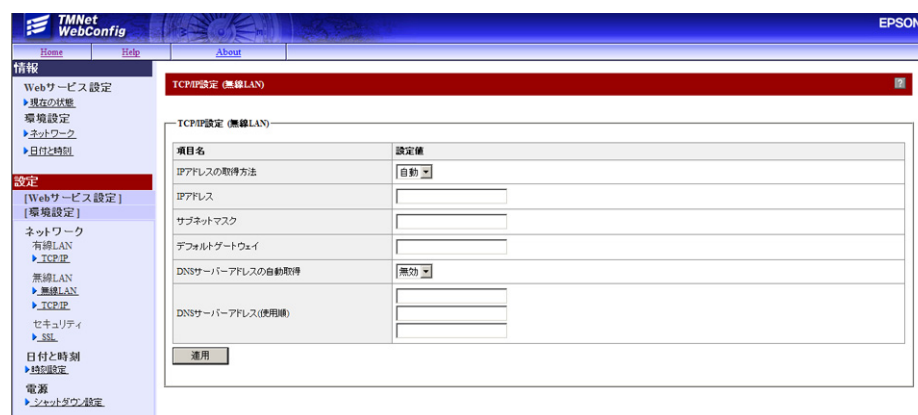 TMNet
WebConfig
EPSON
Home Help About
情報
Webサービス設定
現在の状態
環境設定
ネットワーク
日付と時刻
設定
[Webサービス設定]
[環境設定]
ネットワーク
有線LAN
TCP/IP
無線LAN
無線LAN
TCP/IP
セキュリティ
SSL
日付と時刻
時刻設定
電源
シャットダウン設定
TCP/IP設定 (無線LAN)
?
TCP/IP設定 (無線LAN)
項目名 設定値
IPアドレスの取得方法 自動
IPアドレス
サブネットマスク
デフォルトゲートウェイ
DNSサーバーアドレスの自動取得 無効
DNSサーバーアドレス(使用順)
適用